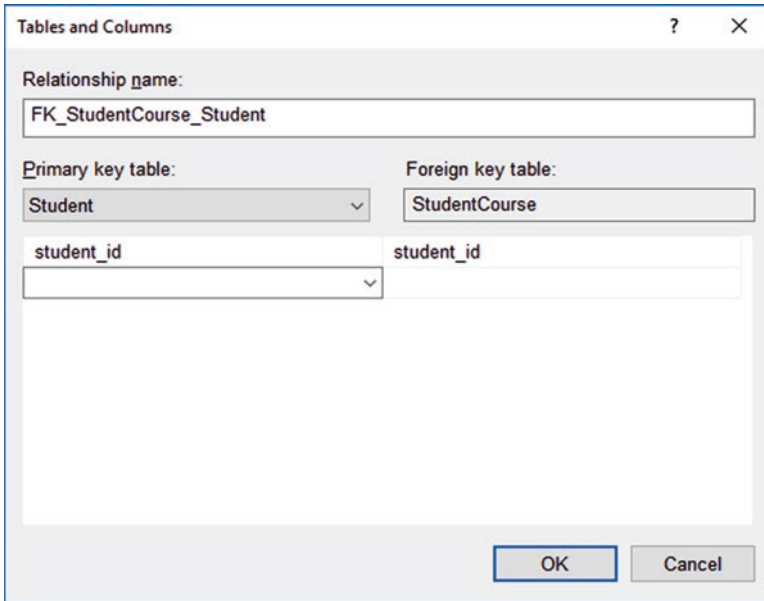 Tables and Columns ? X
Relationship name:
FK_StudentCourse_Student
Primary key table: Foreign key table:
Student StudentCourse
student_id student_id
OK Cancel